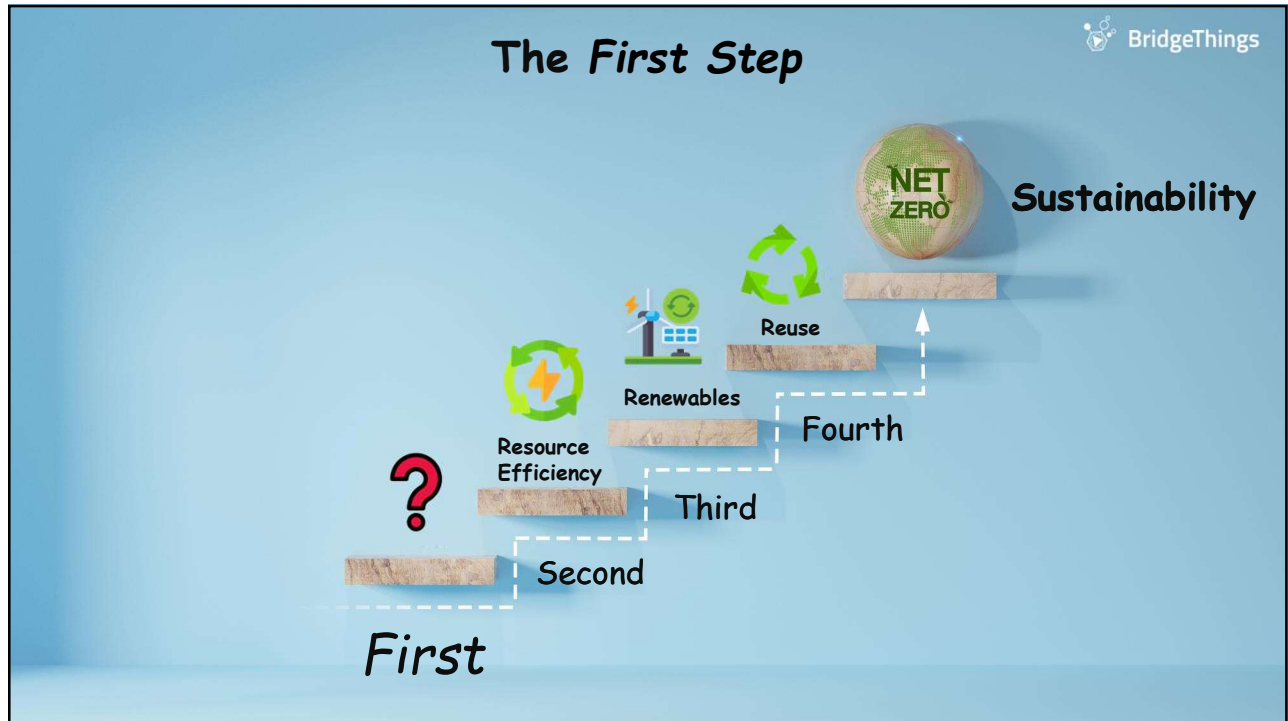 The First Step
BridgeThings
NET
ZERO
Sustainability
Reuse
Renewables
Fourth
Resource
Efficiency
Third
?
Second
First